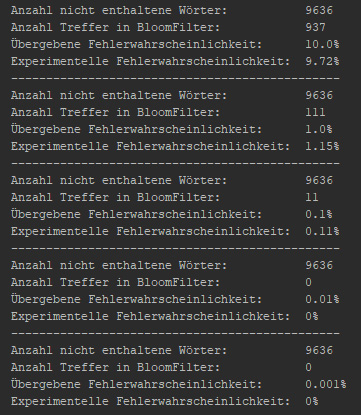 Anzahl nicht enthaltene Wörter: 9636
Anzahl Treffer in BloomFilter: 937
Übergebene Fehlerwahrscheinlichkeit: 10.0%
Experimentelle Fehlerwahrscheinlichkeit: 9.72%
-----------------------------------------------
Anzahl nicht enthaltene Wörter: 9636
Anzahl Treffer in BloomFilter: 111
Übergebene Fehlerwahrscheinlichkeit: 1.0%
Experimentelle Fehlerwahrscheinlichkeit: 1.15%
-----------------------------------------------
Anzahl nicht enthaltene Wörter: 9636
Anzahl Treffer in BloomFilter: 11
Übergebene Fehlerwahrscheinlichkeit: 0.1%
Experimentelle Fehlerwahrscheinlichkeit: 0.11%
-----------------------------------------------
Anzahl nicht enthaltene Wörter: 9636
Anzahl Treffer in BloomFilter: 0
Übergebene Fehlerwahrscheinlichkeit: 0.01%
Experimentelle Fehlerwahrscheinlichkeit: 0%
-----------------------------------------------
Anzahl nicht enthaltene Wörter: 9636
Anzahl Treffer in BloomFilter: 0
Übergebene Fehlerwahrscheinlichkeit: 0.001%
Experimentelle Fehlerwahrscheinlichkeit: 0%